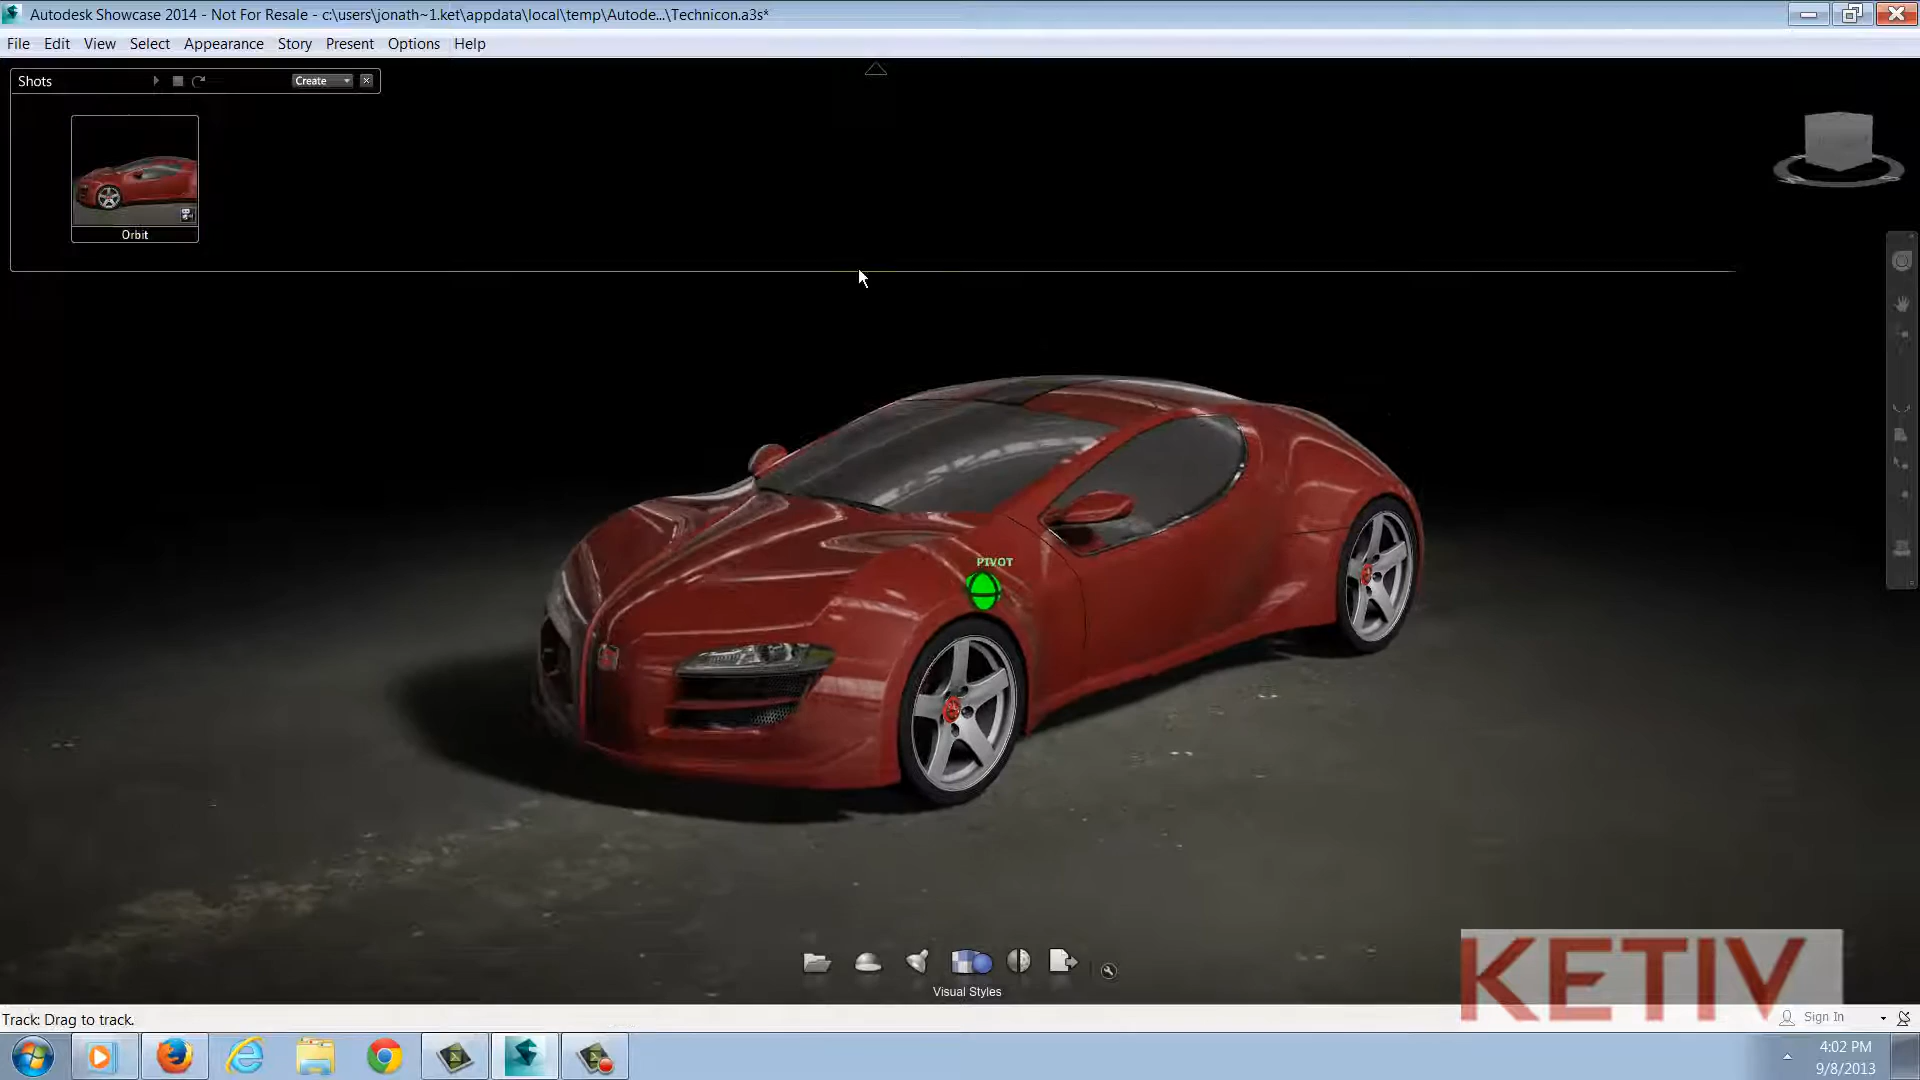 Autodesk Showcase 2014 - Not For Resale - c:\users\jonath~1.ket\appdata\local\temp\Autode...\Technicon.a3s*
File Edit View Select Appearance Story Present Options Help
Shots
Create
Orbit
PIVOT
Visual Styles
KETIV
Track: Drag to track.
Sign In
4:02 PM
9/8/2013